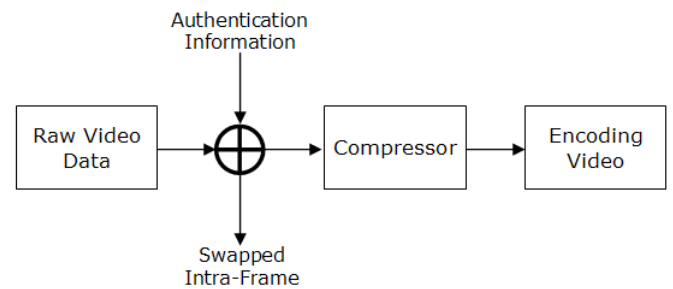 Authentication
Information
Raw Video
Data
Compressor
Encoding
Video
Swapped
Intra-Frame